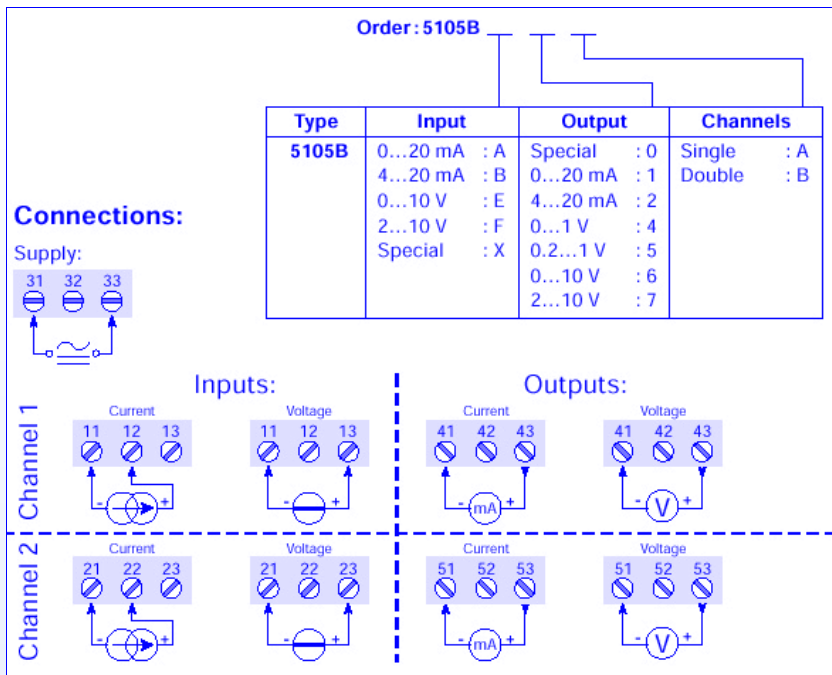 Order: 5105B __ __ __
Type Input Output Channels
5105B 0...20 mA : A Special : 0 Single : A
4...20 mA : B 0...20 mA : 1 Double : B
0...10 V : E 4...20 mA : 2
2...10 V : F 0...1 V : 4
Special : X 0.2...1 V : 5
0...10 V : 6
2...10 V : 7
Connections:
Supply:
31 32 33
Inputs: Outputs:
Channel 1
Current Voltage Current Voltage
11 12 13 11 12 13 41 42 43 41 42 43
- + - + - mA + - V +
Channel 2
Current Voltage Current Voltage
21 22 23 21 22 23 51 52 53 51 52 53
- + - + - mA + - V +